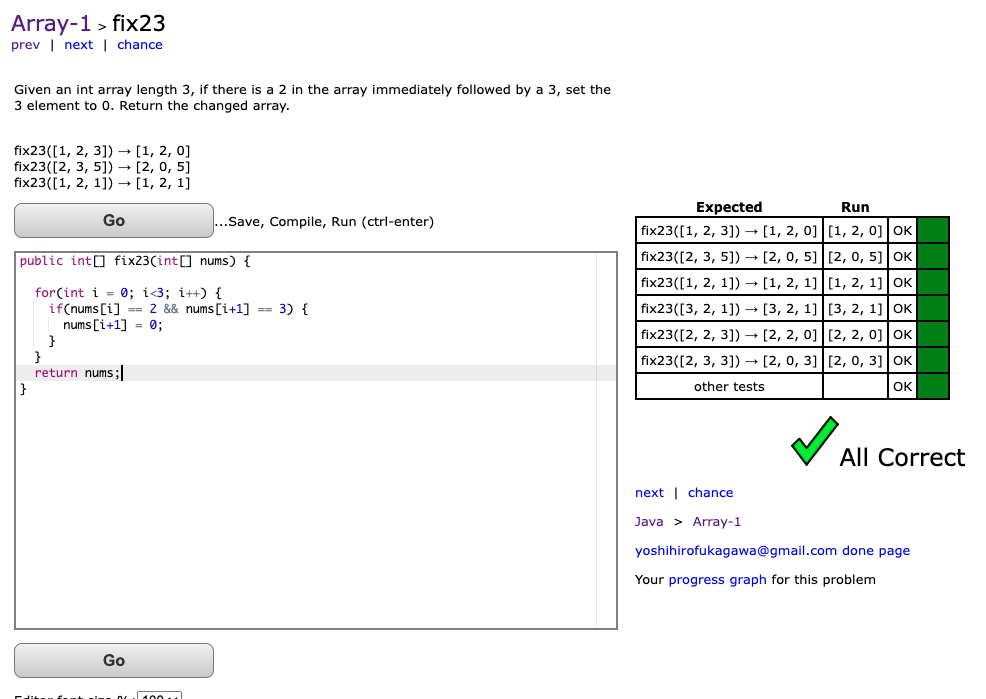 Array-1 > fix23
prev | next | chance
Given an int array length 3, if there is a 2 in the array immediately followed by a 3, set the
3 element to 0. Return the changed array.
fix23([1, 2, 3]) → [1, 2, 0]
fix23([2, 3, 5]) → [2, 0, 5]
fix23([1, 2, 1]) → [1, 2, 1]
Go
...Save, Compile, Run (ctrl-enter)
public int[] fix23(int[] nums) {
for(int i = 0; i<3; i++) {
if(nums[i] == 2 && nums[i+1] == 3) {
nums[i+1] = 0;
}
}
return nums;
}
Go
Editor font size %: 100
Expected Run
fix23([1, 2, 3]) → [1, 2, 0] [1, 2, 0] OK
fix23([2, 3, 5]) → [2, 0, 5] [2, 0, 5] OK
fix23([1, 2, 1]) → [1, 2, 1] [1, 2, 1] OK
fix23([3, 2, 1]) → [3, 2, 1] [3, 2, 1] OK
fix23([2, 2, 3]) → [2, 2, 0] [2, 2, 0] OK
fix23([2, 3, 3]) → [2, 0, 3] [2, 0, 3] OK
other tests OK
All Correct
next | chance
Java > Array-1
yoshihirofukagawa@gmail.com done page
Your progress graph for this problem